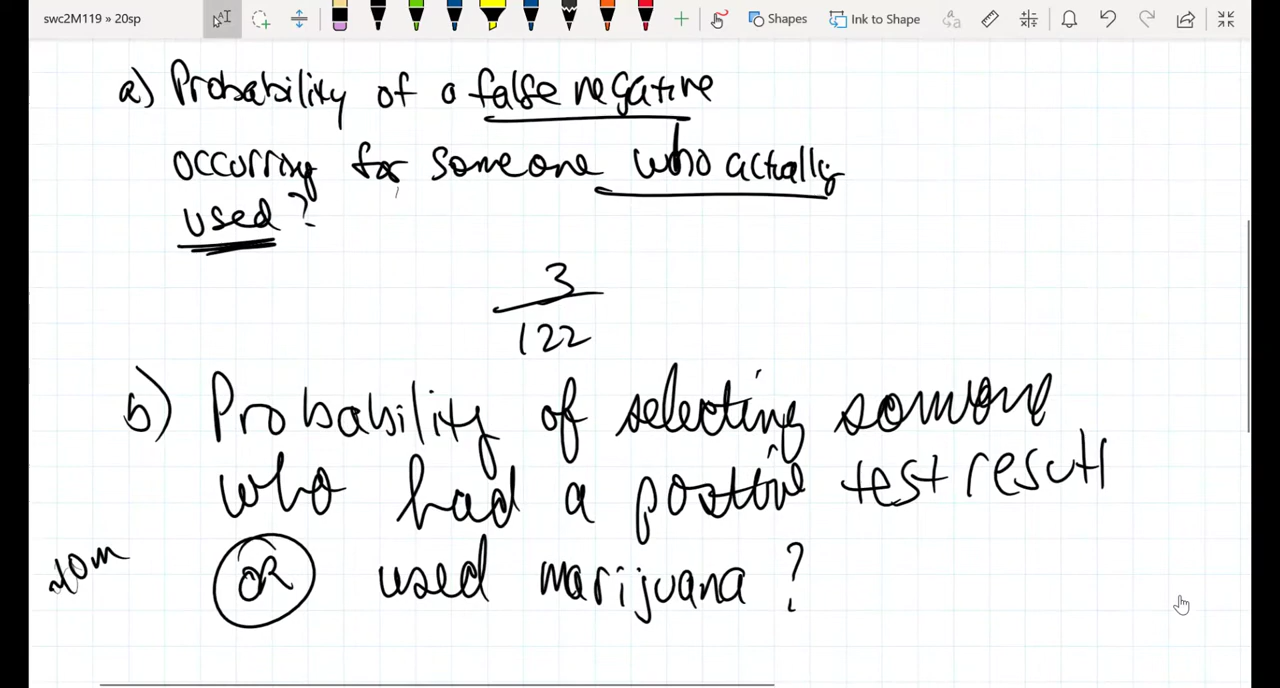 swc2M119 » 20sp
Shapes
Ink to Shape
a) Probability of a false negative
occurring for someone who actually
used?
3
122
b) Probability of selecting someone
who had a positive test result
OR used marijuana?